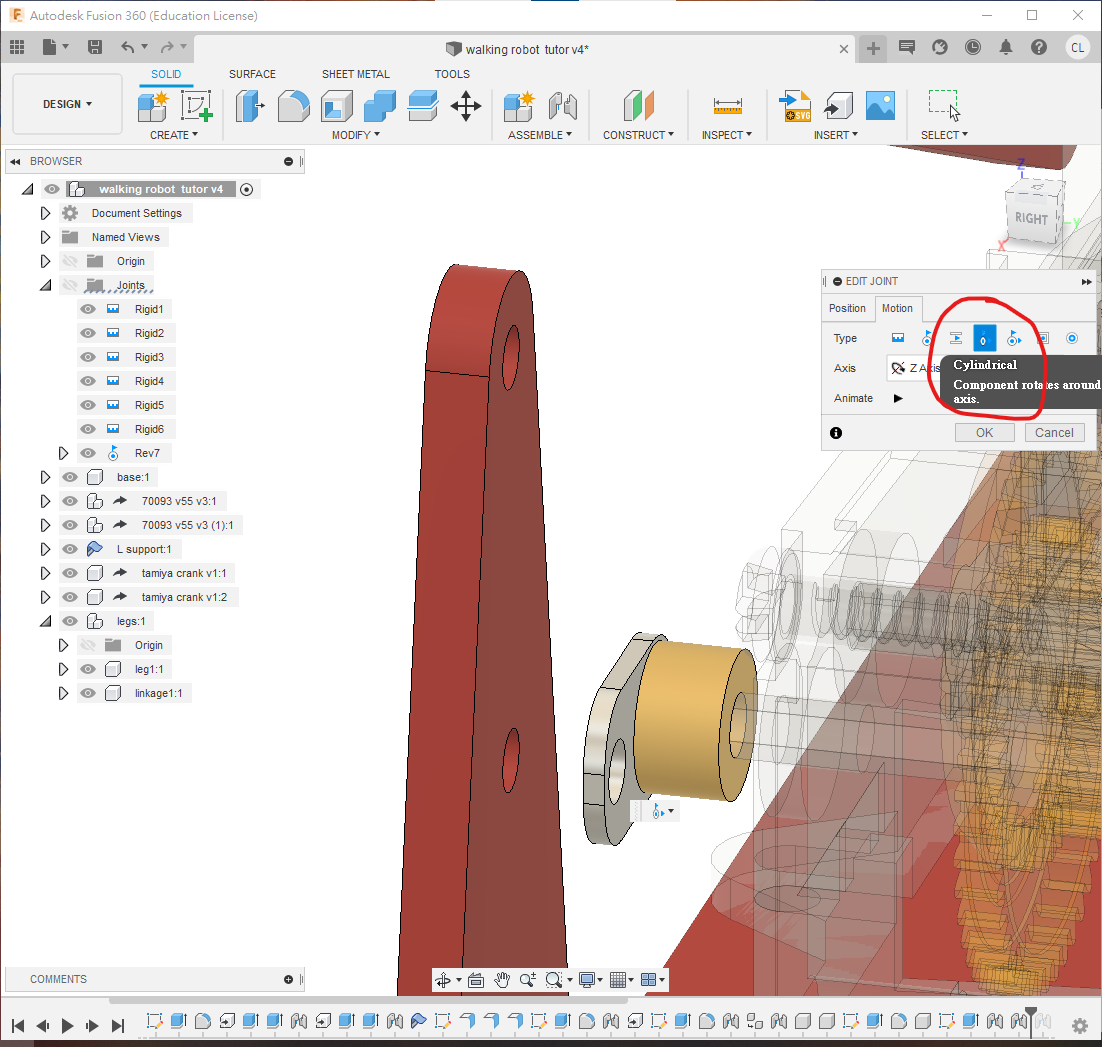 Autodesk Fusion 360 (Education License)
walking robot tutor v4*
CL
DESIGN
SOLID
SURFACE
SHEET METAL
TOOLS
SVG
CREATE
MODIFY
ASSEMBLE
CONSTRUCT
INSPECT
INSERT
SELECT
BROWSER
walking robot tutor v4
Document Settings
Named Views
Origin
Joints
Rigid1
Rigid2
Rigid3
Rigid4
Rigid5
Rigid6
Rev7
base:1
70093 v55 v3:1
70093 v55 v3 (1):1
L support:1
tamiya crank v1:1
tamiya crank v1:2
legs:1
Origin
leg1:1
linkage1:1
Z
RIGHT
Y
X
EDIT JOINT
Position
Motion
Type
Axis
Z Axis
Animate
Cylindrical
Component rotates around
axis.
OK
Cancel
COMMENTS